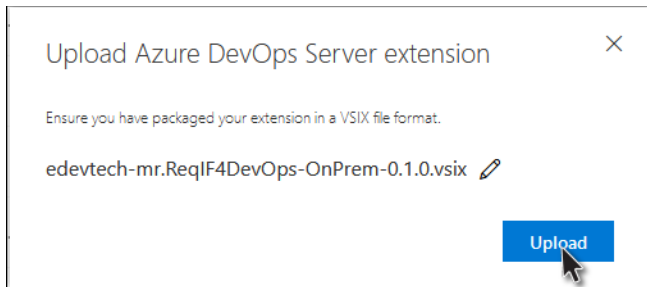 Upload Azure DevOps Server extension
Ensure you have packaged your extension in a VSIX file format.
edevtech-mr.ReqIF4DevOps-OnPrem-0.1.0.vsix
Upload